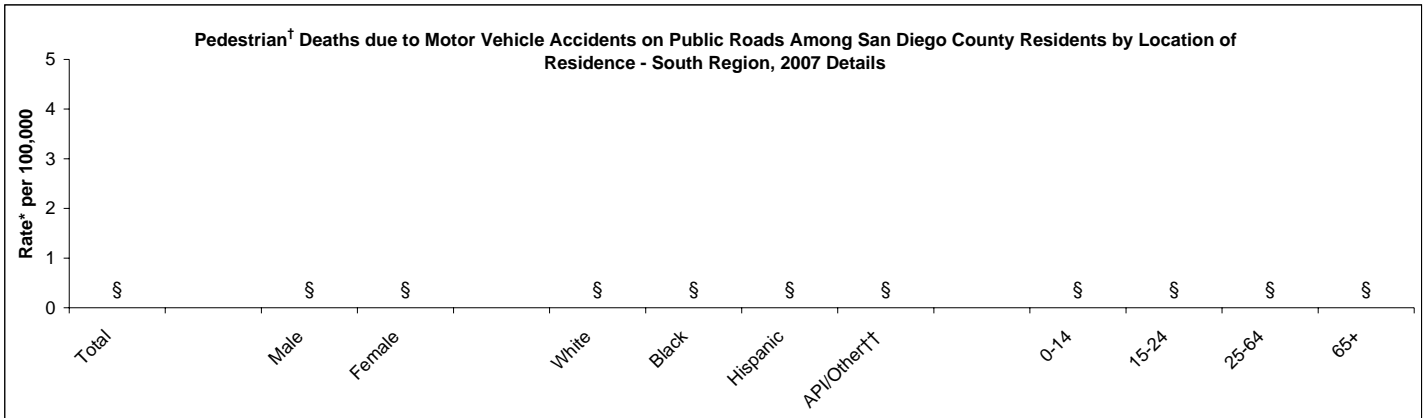 Pedestrian† Deaths due to Motor Vehicle Accidents on Public Roads Among San Diego County Residents by Location of
Residence - South Region, 2007 Details
Rate* per 100,000
5
4
3
2
1
0
§ § § § § § § § § § §
Total Male Female White Black Hispanic API/Other†† 0-14 15-24 25-64 65+